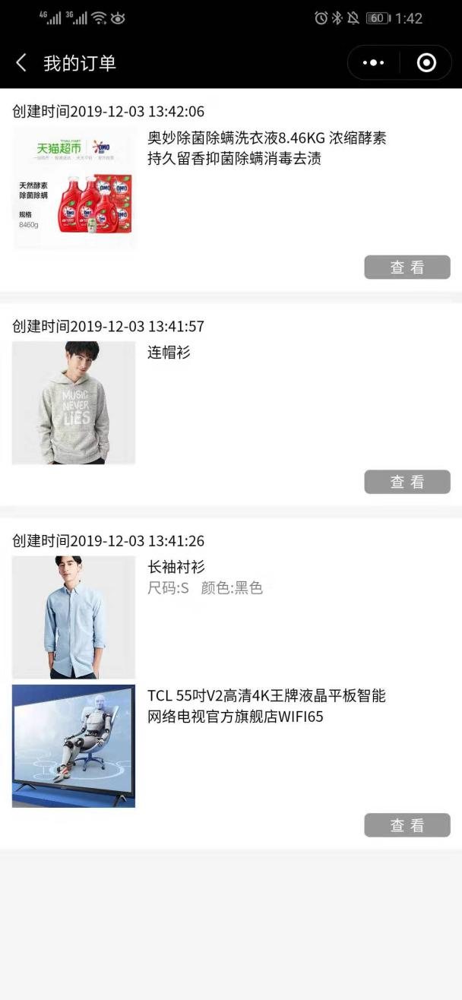 4G 3G 60 1:42
我的订单
创建时间2019-12-03 13:42:06
天猫超市 OMO
天然酵素
除菌除螨
规格
8460g
奥妙除菌除螨洗衣液8.46KG 浓缩酵素
持久留香抑菌除螨消毒去渍
查 看
创建时间2019-12-03 13:41:57
MUSIC
NEVER
LIES
连帽衫
查 看
创建时间2019-12-03 13:41:26
长袖衬衫
尺码:S 颜色:黑色
TCL 55吋V2高清4K王牌液晶平板智能
网络电视官方旗舰店WIFI65
查 看